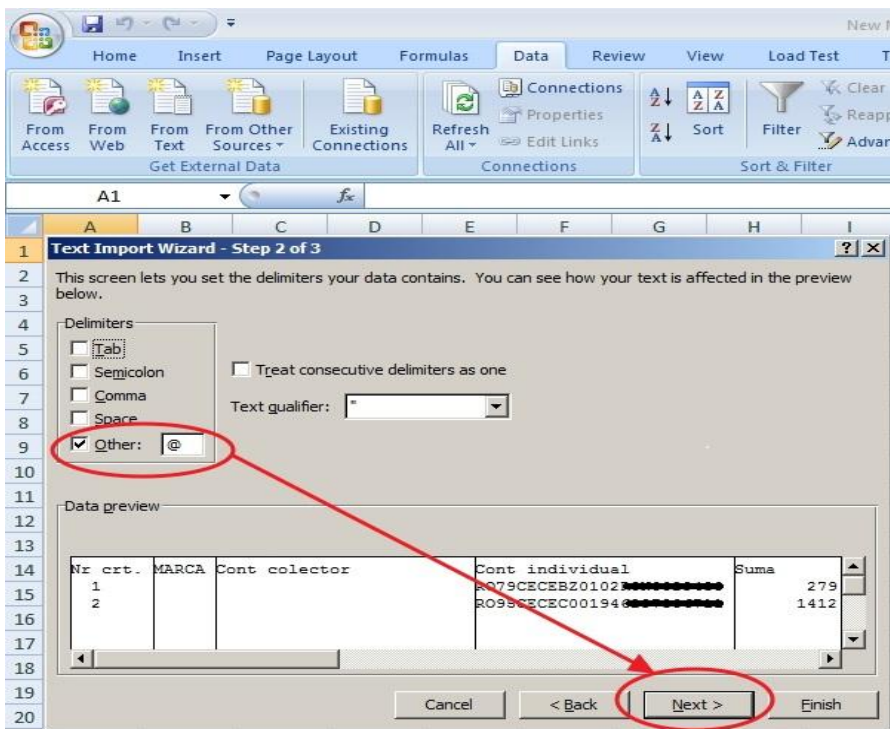 New
Home Insert Page Layout Formulas Data Review View Load Test
From Access
From Web
From Text
From Other Sources
Existing Connections
Get External Data
Refresh All
Connections
Properties
Edit Links
Connections
A Z
Z A
A Z Z A
Sort
Filter
Clear
Reapp
Advan
Sort & Filter
A1 fx
A B C D E F G H I
1 Text Import Wizard - Step 2 of 3 ? X
2 This screen lets you set the delimiters your data contains. You can see how your text is affected in the preview
3 below.
4 Delimiters
5 Tab
6 Semicolon Treat consecutive delimiters as one
7 Comma Text qualifier: "
8 Space
9 Other: @
10
11 Data preview
12
13
14 Nr crt. MARCA Cont colector Cont individual Suma
15 1 RO79CECEBZ0102 279
16 2 1412
17
18
19 Cancel < Back Next > Finish
20